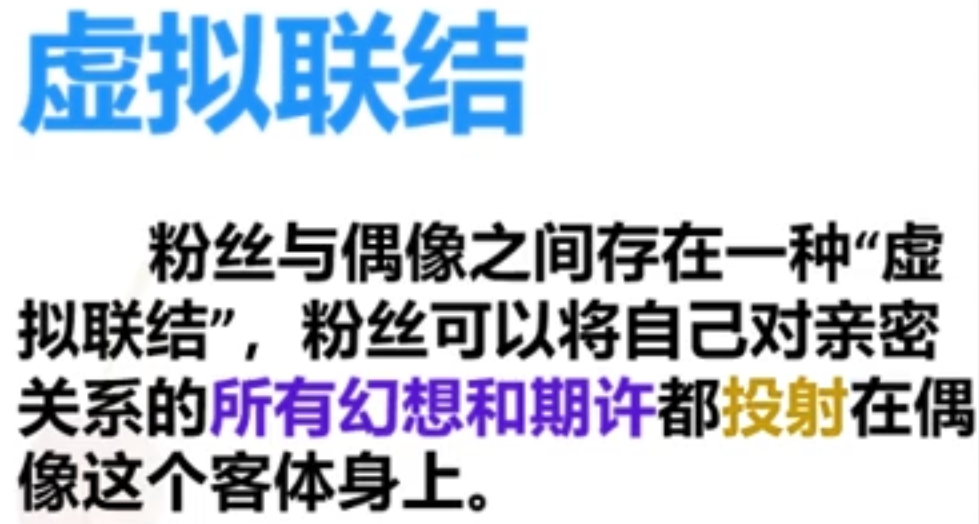 虚拟联结
粉丝与偶像之间存在一种“虚
拟联结”，粉丝可以将自己对亲密
关系的所有幻想和期许都投射在偶
像这个客体身上。